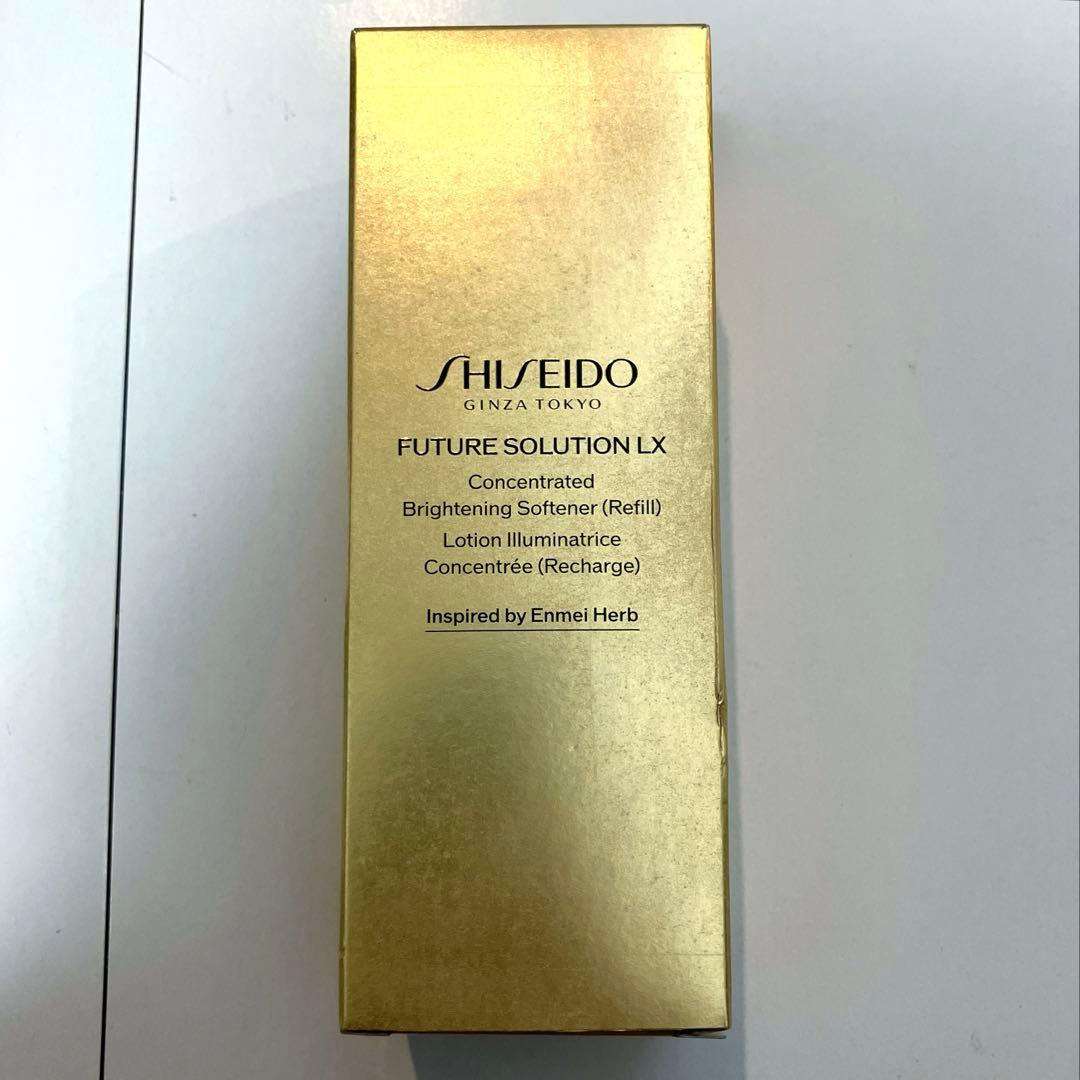 SHISEIDO
GINZA TOKYO
FUTURE SOLUTION LX
Concentrated
Brightening Softener (Refill)
Lotion Illuminatrice
Concentrée (Recharge)
Inspired by Enmei Herb